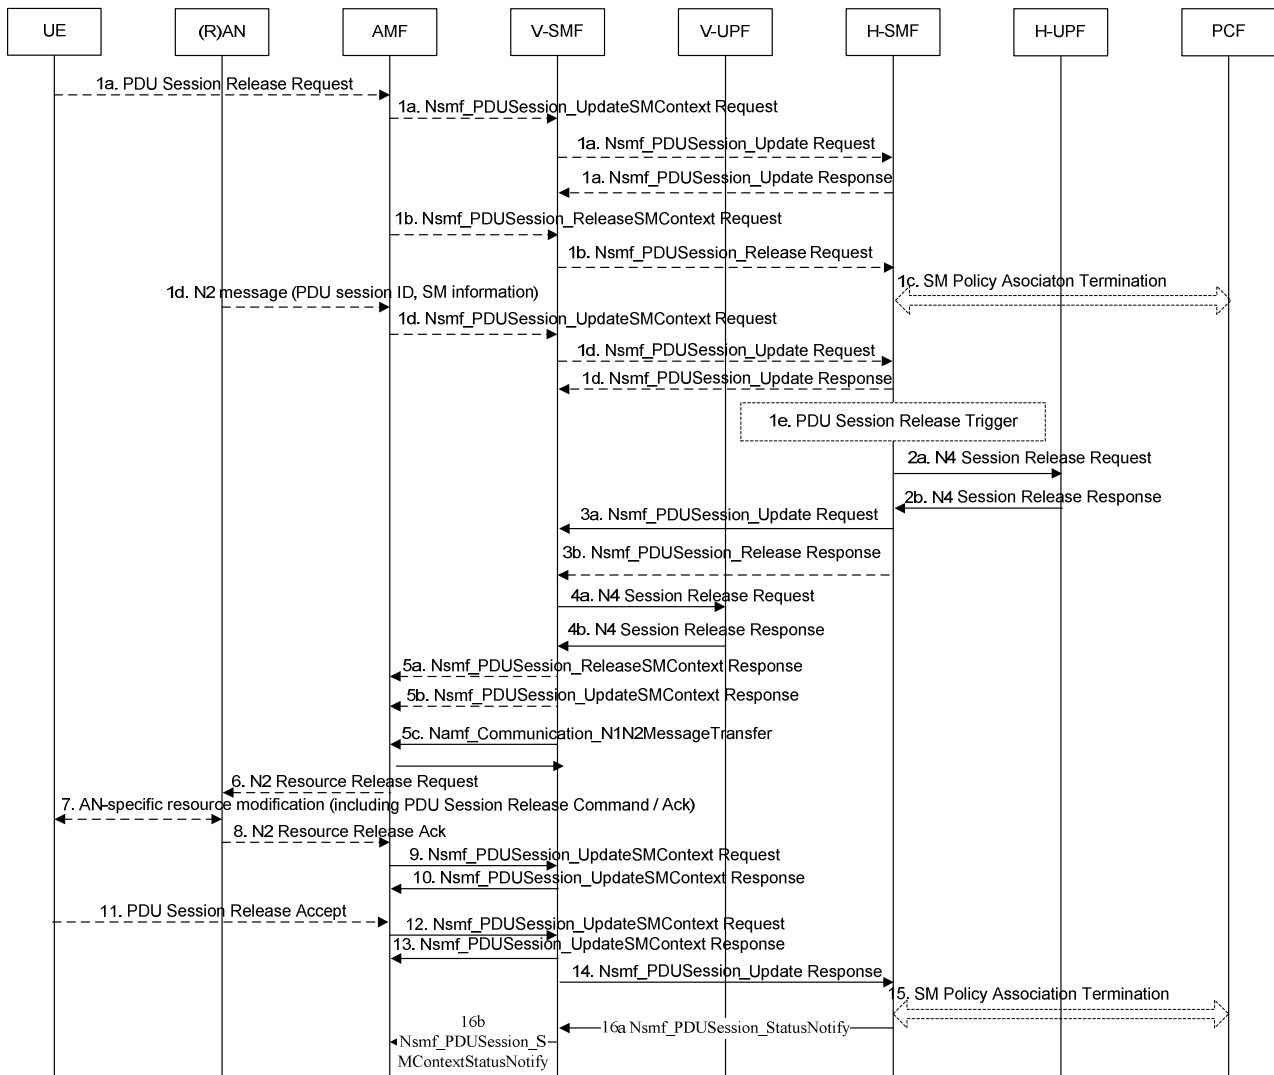 UE
(R)AN
AMF
V-SMF
V-UPF
H-SMF
H-UPF
PCF
1a. PDU Session Release Request
1a. Nsmf_PDUSession_UpdateSMContext Request
1a. Nsmf_PDUSession_Update Request
1a. Nsmf_PDUSession_Update Response
1b. Nsmf_PDUSession_ReleaseSMContext Request
1b. Nsmf_PDUSession_Release Request
1c. SM Policy Asociaton Termination
1d. N2 message (PDU session ID, SM information)
1d. Nsmf_PDUSession_UpdateSMContext Request
1d. Nsmf_PDUSession_Update Request
1d. Nsmf_PDUSession_Update Response
1e. PDU Session Release Trigger
2a. N4 Session Release Request
2b. N4 Session Release Response
3a. Nsmf_PDUSession_Update Request
3b. Nsmf_PDUSession_Release Response
4a. N4 Session Release Request
4b. N4 Session Release Response
5a. Nsmf_PDUSession_ReleaseSMContext Response
5b. Nsmf_PDUSession_UpdateSMContext Response
5c. Namf_Communication_N1N2MessageTransfer
6. N2 Resource Release Request
7. AN-specific resource modification (including PDU Session Release Command / Ack)
8. N2 Resource Release Ack
9. Nsmf_PDUSession_UpdateSMContext Request
10. Nsmf_PDUSession_UpdateSMContext Response
11. PDU Session Release Accept
12. Nsmf_PDUSession_UpdateSMContext Request
13. Nsmf_PDUSession_UpdateSMContext Response
14. Nsmf_PDUSession_Update Response
15. SM Policy Association Termination
16a Nsmf_PDUSession_StatusNotify
16b
Nsmf_PDUSession_S
MContextStatusNotify